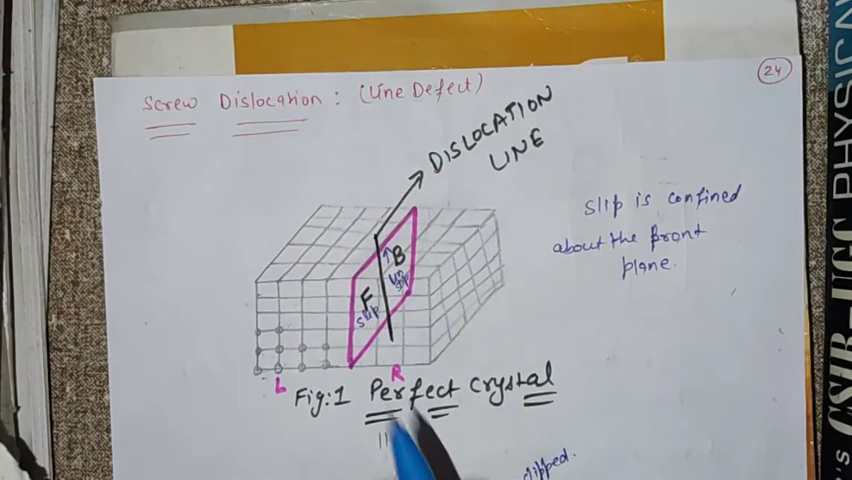 24
Screw Dislocation: (Line Defect)
DISLOCATION
LINE
slip is confined
about the front
plane.
B
un
slip
F
slip
L
R
Fig:1 Perfect Crystal
slipped.
's CSIR-UGC PHYSICAL